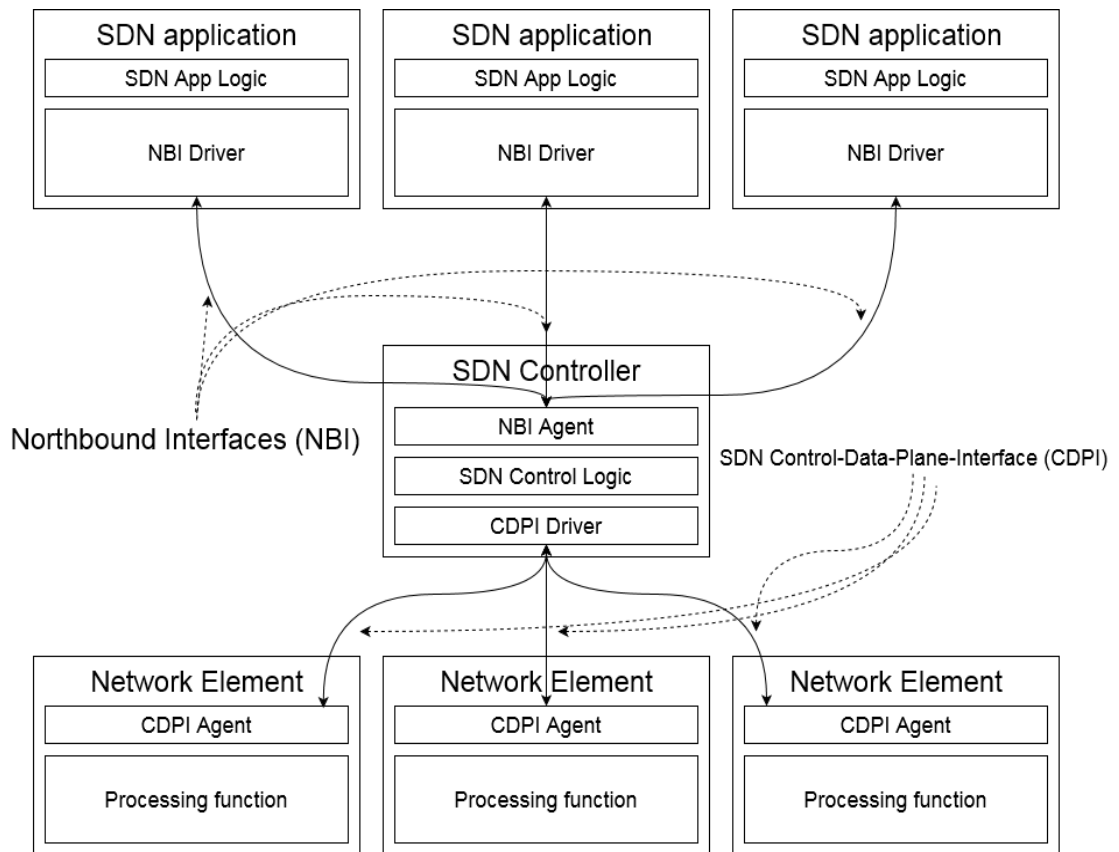 SDN application
SDN App Logic
NBI Driver
SDN application
SDN App Logic
NBI Driver
SDN application
SDN App Logic
NBI Driver
Northbound Interfaces (NBI)
SDN Controller
NBI Agent
SDN Control Logic
CDPI Driver
SDN Control-Data-Plane-Interface (CDPI)
Network Element
CDPI Agent
Processing function
Network Element
CDPI Agent
Processing function
Network Element
CDPI Agent
Processing function